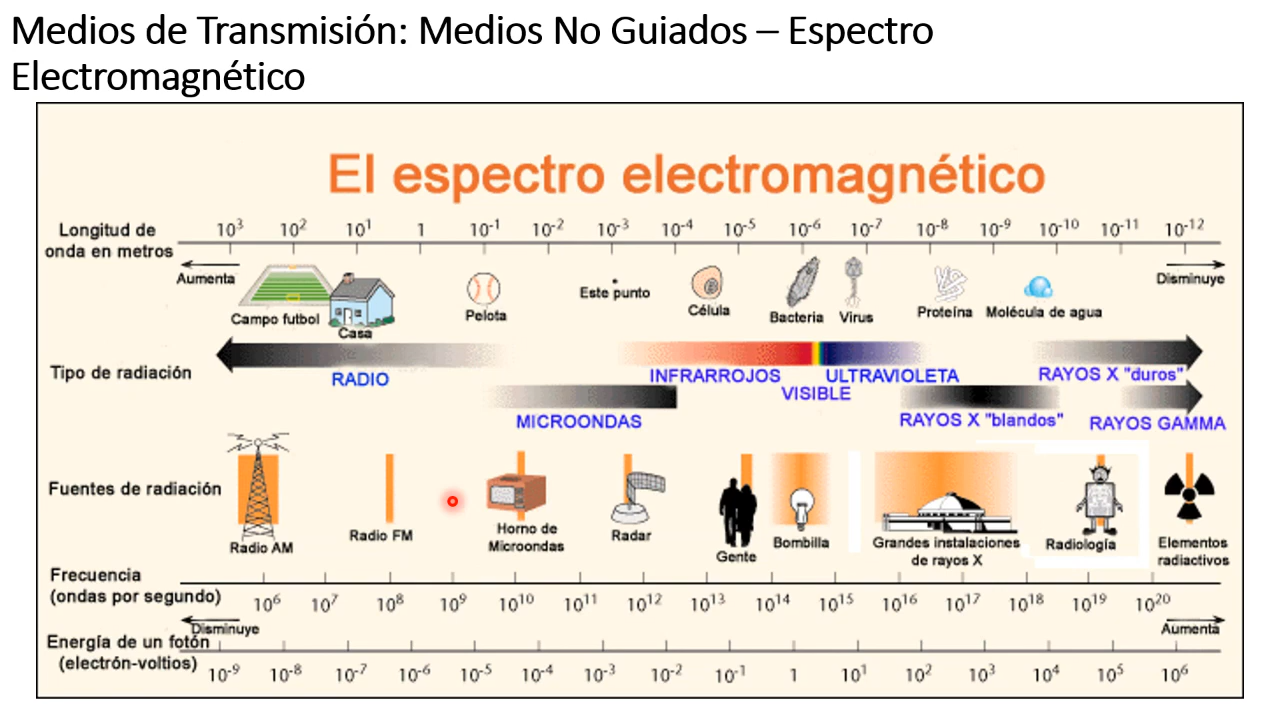 Medios de Transmisión: Medios No Guiados – Espectro
Electromagnético
El espectro electromagnético
Longitud de
onda en metros
10³ 10² 10¹ 1 10⁻¹ 10⁻² 10⁻³ 10⁻⁴ 10⁻⁵ 10⁻⁶ 10⁻⁷ 10⁻⁸ 10⁻⁹ 10⁻¹⁰ 10⁻¹¹ 10⁻¹²
Aumenta
Disminuye
Campo futbol
Casa
Pelota
Este punto
Célula
Bacteria
Virus
Proteína
Molécula de agua
Tipo de radiación
RADIO
INFRARROJOS
ULTRAVIOLETA
RAYOS X "duros"
VISIBLE
MICROONDAS
RAYOS X "blandos"
RAYOS GAMMA
Fuentes de radiación
Radio AM
Radio FM
Horno de
Microondas
Radar
Gente
Bombilla
Grandes instalaciones
de rayos X
Radiología
Elementos
radiactivos
Frecuencia
(ondas por segundo)
10⁶ 10⁷ 10⁸ 10⁹ 10¹⁰ 10¹¹ 10¹² 10¹³ 10¹⁴ 10¹⁵ 10¹⁶ 10¹⁷ 10¹⁸ 10¹⁹ 10²⁰
Disminuye
Aumenta
Energía de un fotón
(electrón-voltios)
10⁻⁹ 10⁻⁸ 10⁻⁷ 10⁻⁶ 10⁻⁵ 10⁻⁴ 10⁻³ 10⁻² 10⁻¹ 1 10¹ 10² 10³ 10⁴ 10⁵ 10⁶